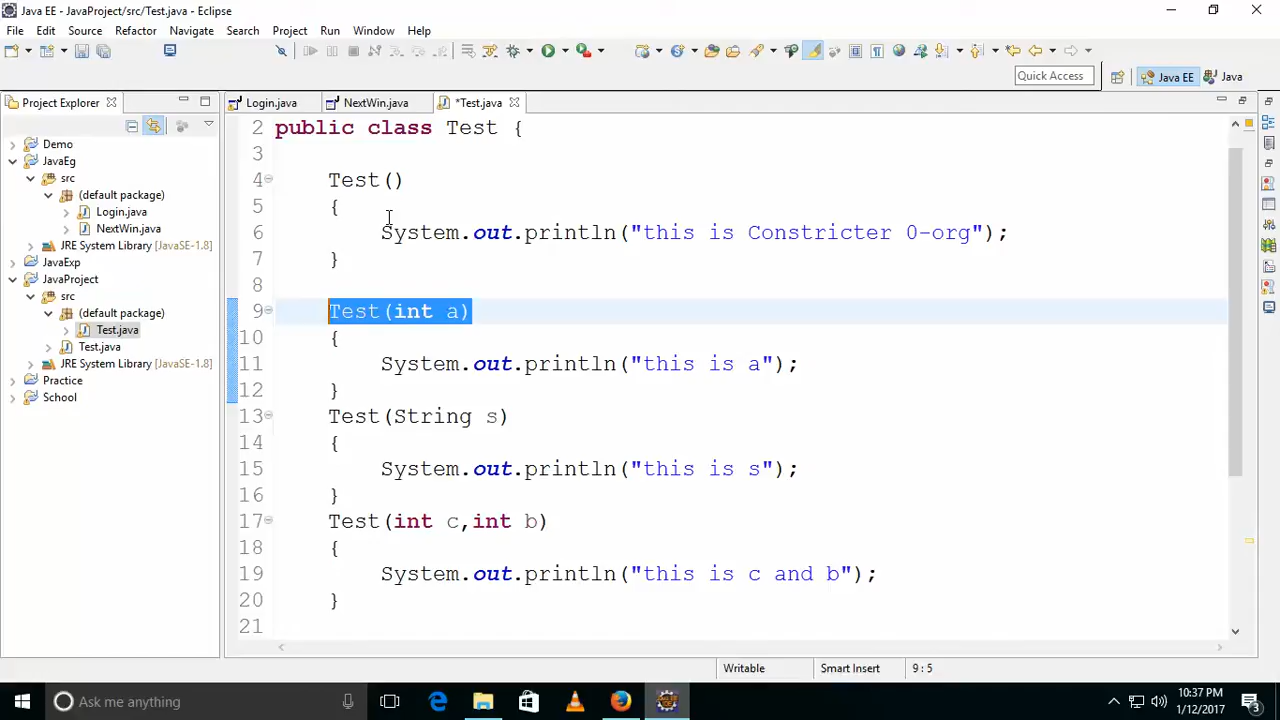 Java EE - JavaProject/src/Test.java - Eclipse
File Edit Source Refactor Navigate Search Project Run Window Help
Quick Access
Java EE
Java
Project Explorer
Login.java
NextWin.java
*Test.java
Demo
JavaEg
src
(default package)
Login.java
NextWin.java
JRE System Library [JavaSE-1.8]
JavaExp
JavaProject
src
(default package)
Test.java
Test.java
JRE System Library [JavaSE-1.8]
Practice
School
2 public class Test {
3
4 Test()
5 {
6 System.out.println("this is Constricter 0-org");
7 }
8
9 Test(int a)
10 {
11 System.out.println("this is a");
12 }
13 Test(String s)
14 {
15 System.out.println("this is s");
16 }
17 Test(int c,int b)
18 {
19 System.out.println("this is c and b");
20 }
21
Writable
Smart Insert
9 : 5
Ask me anything
10:37 PM
1/12/2017
3